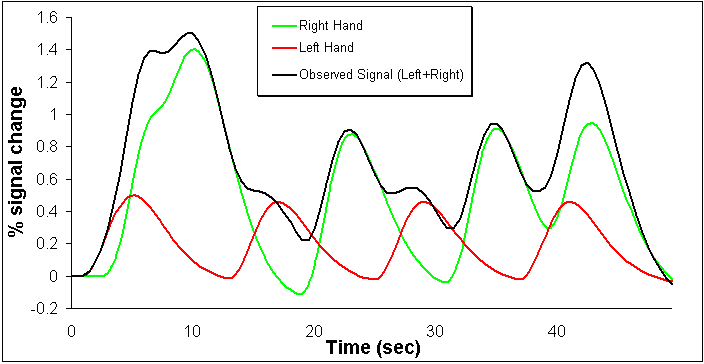 Right Hand
Left Hand
Observed Signal (Left+Right)
% signal change
1.6
1.4
1.2
1
0.8
0.6
0.4
0.2
0
-0.2
0 10 20 30 40
Time (sec)